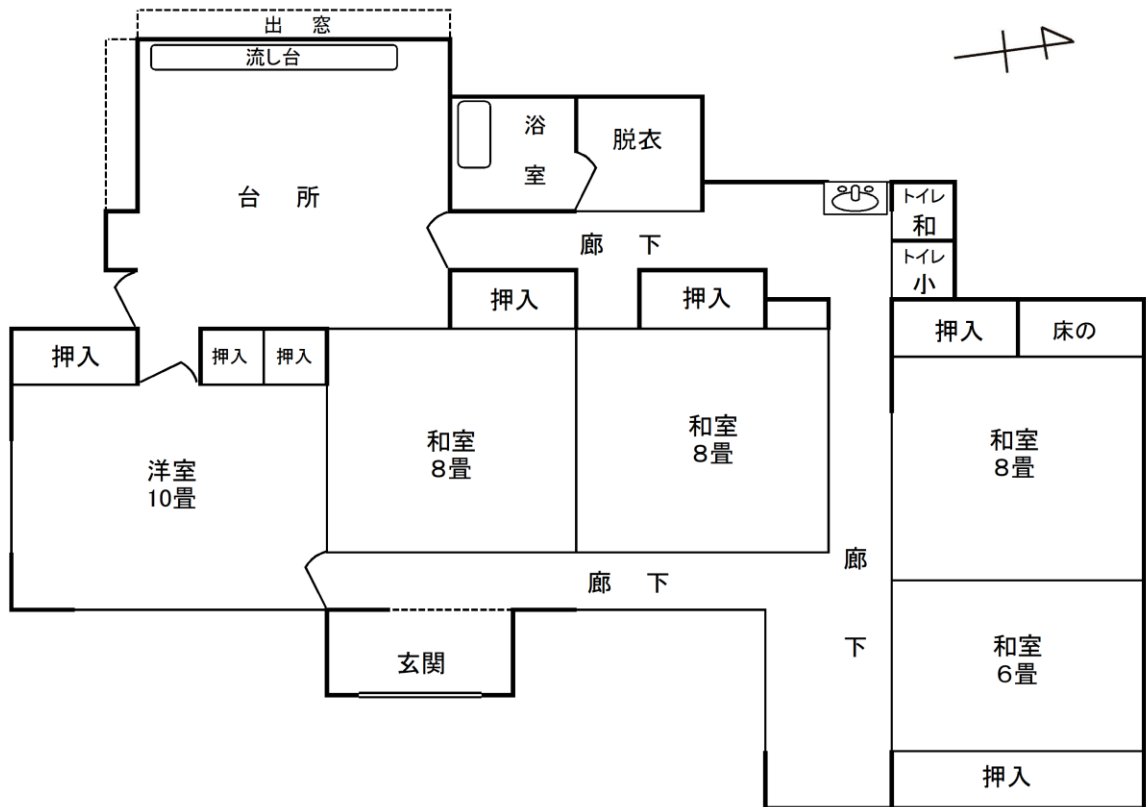 出 窓
流し台
浴
室
脱衣
台 所
トイレ
和
廊 下
トイレ
小
押入
押入
押入
押入
押入
押入
床の
洋室
10畳
和室
8畳
和室
8畳
和室
8畳
廊
下
廊 下
玄関
和室
6畳
押入